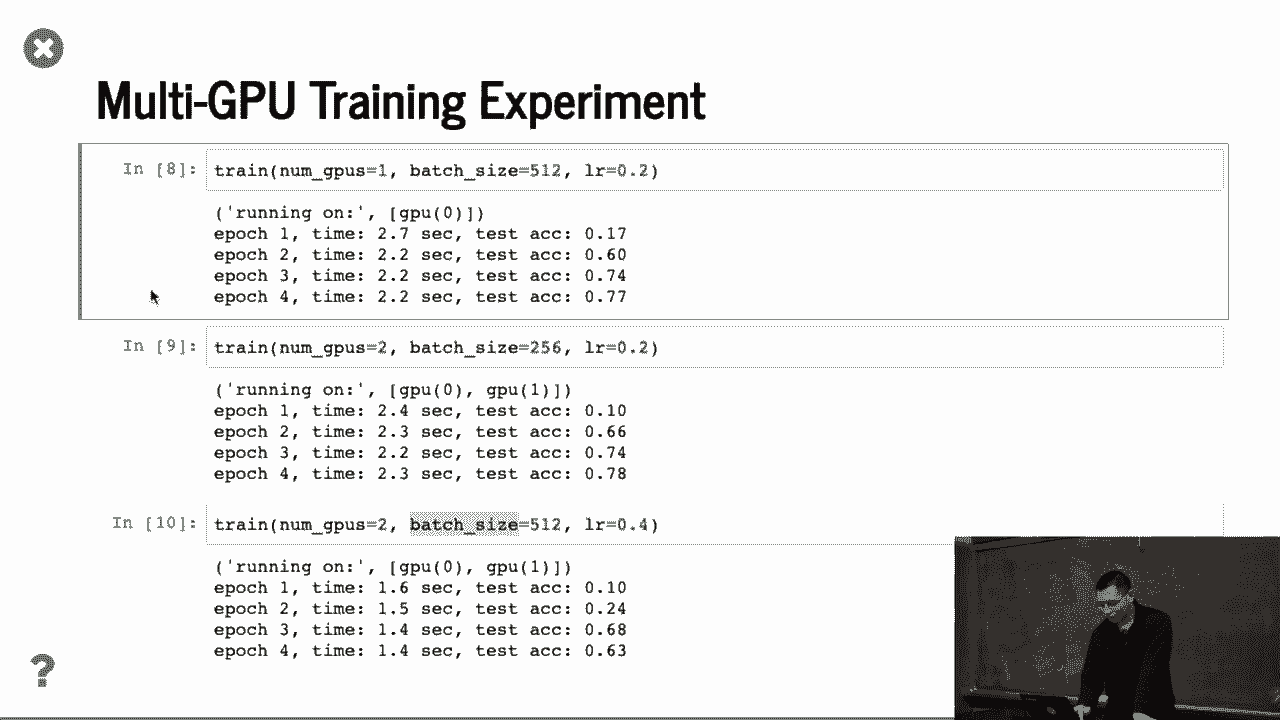 Multi-GPU Training Experiment
In [8]: train(num_gpus=1, batch_size=512, lr=0.2)
('running on:', [gpu(0)])
epoch 1, time: 2.7 sec, test acc: 0.17
epoch 2, time: 2.2 sec, test acc: 0.60
epoch 3, time: 2.2 sec, test acc: 0.74
epoch 4, time: 2.2 sec, test acc: 0.77
In [9]: train(num_gpus=2, batch_size=256, lr=0.2)
('running on:', [gpu(0), gpu(1)])
epoch 1, time: 2.4 sec, test acc: 0.10
epoch 2, time: 2.3 sec, test acc: 0.66
epoch 3, time: 2.2 sec, test acc: 0.74
epoch 4, time: 2.3 sec, test acc: 0.78
In [10]: train(num_gpus=2, batch_size=512, lr=0.4)
('running on:', [gpu(0), gpu(1)])
epoch 1, time: 1.6 sec, test acc: 0.10
epoch 2, time: 1.5 sec, test acc: 0.24
epoch 3, time: 1.4 sec, test acc: 0.68
epoch 4, time: 1.4 sec, test acc: 0.63
?